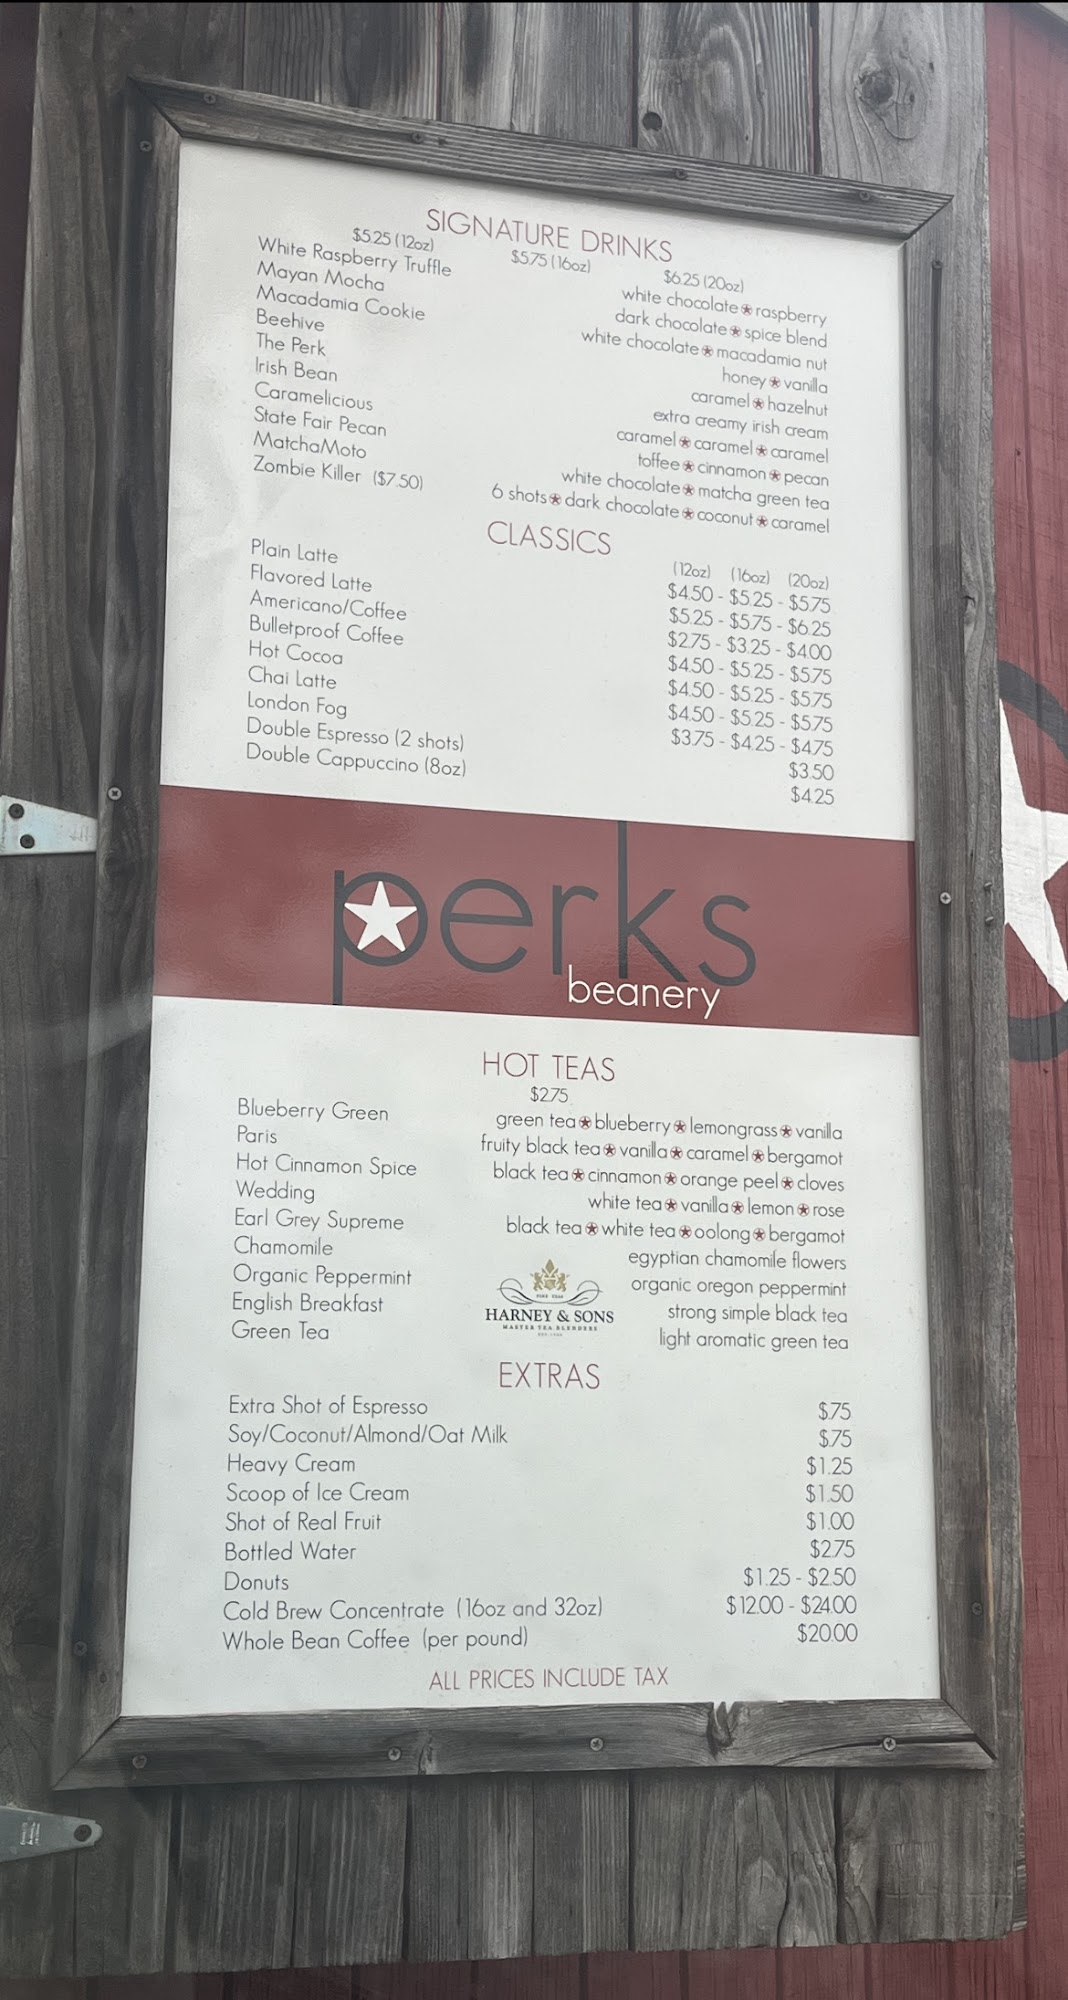 SIGNATURE DRINKS
$5.25 (12oz) $5.75 (16oz) $6.25 (20oz)
White Raspberry Truffle white chocolate ✪ raspberry
Mayan Mocha dark chocolate ✪ spice blend
Macadamia Cookie white chocolate ✪ macadamia nut
Beehive honey ✪ vanilla
The Perk caramel ✪ hazelnut
Irish Bean extra creamy irish cream
Caramelicious caramel ✪ caramel ✪ caramel
State Fair Pecan toffee ✪ cinnamon ✪ pecan
MatchaMoto white chocolate ✪ matcha green tea
Zombie Killer ($7.50) 6 shots ✪ dark chocolate ✪ coconut ✪ caramel
CLASSICS
(12oz) (16oz) (20oz)
Plain Latte $4.50 - $5.25 - $5.75
Flavored Latte $5.25 - $5.75 - $6.25
Americano/Coffee $2.75 - $3.25 - $4.00
Bulletproof Coffee $4.50 - $5.25 - $5.75
Hot Cocoa $4.50 - $5.25 - $5.75
Chai Latte $4.50 - $5.25 - $5.75
London Fog $3.75 - $4.25 - $4.75
Double Espresso (2 shots) $3.50
Double Cappuccino (8oz) $4.25
perks
beanery
HOT TEAS
$2.75
Blueberry Green green tea ✪ blueberry ✪ lemongrass ✪ vanilla
Paris fruity black tea ✪ vanilla ✪ caramel ✪ bergamot
Hot Cinnamon Spice black tea ✪ cinnamon ✪ orange peel ✪ cloves
Wedding white tea ✪ vanilla ✪ lemon ✪ rose
Earl Grey Supreme black tea ✪ white tea ✪ oolong ✪ bergamot
Chamomile egyptian chamomile flowers
Organic Peppermint organic oregon peppermint
English Breakfast strong simple black tea
Green Tea light aromatic green tea
FINE TEAS
HARNEY & SONS
MASTER TEA BLENDERS
EXTRAS
Extra Shot of Espresso $.75
Soy/Coconut/Almond/Oat Milk $.75
Heavy Cream $1.25
Scoop of Ice Cream $1.50
Shot of Real Fruit $1.00
Bottled Water $2.75
Donuts $1.25 - $2.50
Cold Brew Concentrate (16oz and 32oz) $12.00 - $24.00
Whole Bean Coffee (per pound) $20.00
ALL PRICES INCLUDE TAX